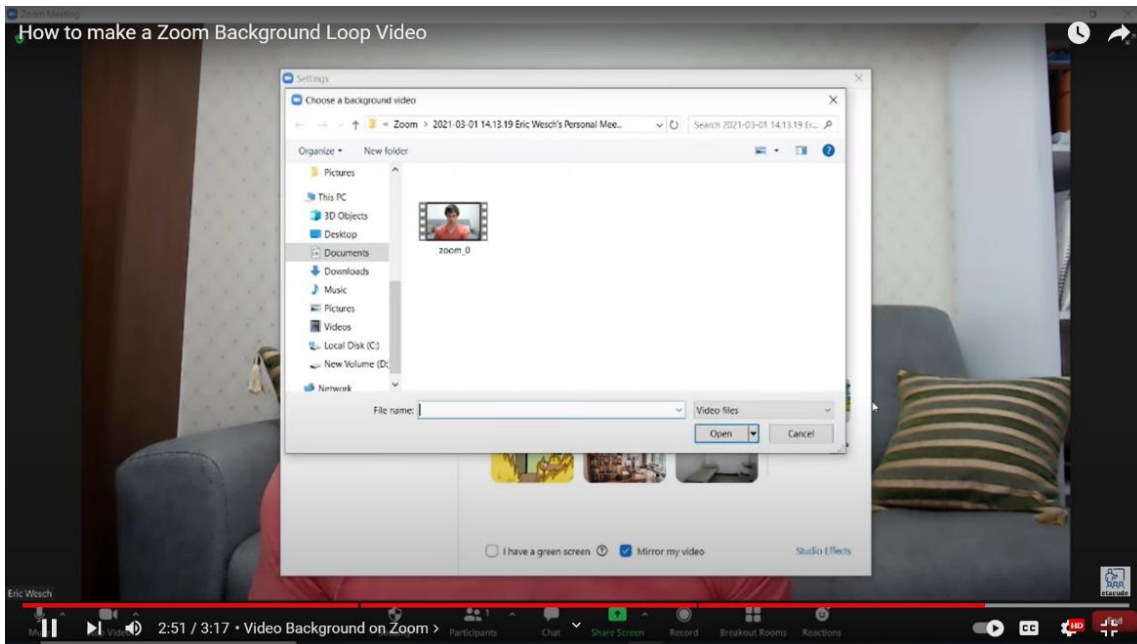 Zoom Meeting
How to make a Zoom Background Loop Video
Settings
Choose a background video
« Zoom > 2021-03-01 14.13.19 Eric Wesch's Personal Mee...
Search 2021-03-01 14.13.19 Er...
Organize
New folder
Pictures
This PC
3D Objects
Desktop
Documents
Downloads
Music
Pictures
Videos
Local Disk (C:)
New Volume (D:
Network
zoom_0
File name:
Video files
Open
Cancel
I have a green screen
Mirror my video
Studio Effects
Eric Wesch
etacude
2:51 / 3:17 • Video Background on Zoom >
1
Participants
Chat
Share Screen
Record
Breakout Rooms
Reactions
CC
HD
End